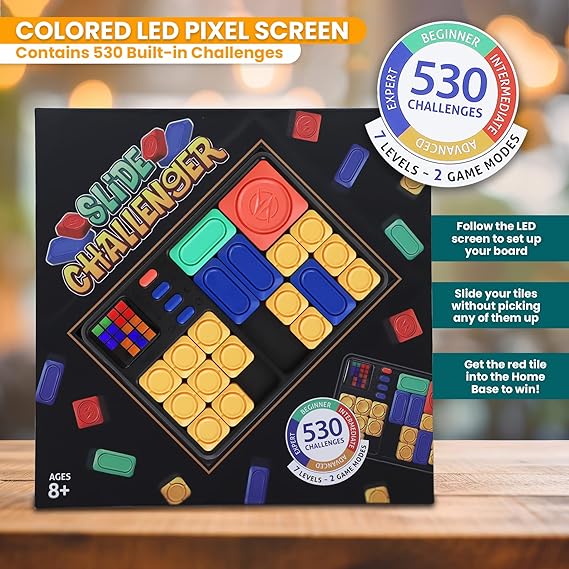 COLORED LED PIXEL SCREEN
Contains 530 Built-in Challenges
BEGINNER
EXPERT
INTERMEDIATE
530
CHALLENGES
ADVANCED
7 LEVELS - 2 GAME MODES
SLIDE
CHALLENGER
Follow the LED
screen to set up
your board
Slide your tiles
without picking
any of them up
Get the red tile
into the Home
Base to win!
BEGINNER
EXPERT
INTERMEDIATE
530
CHALLENGES
ADVANCED
7 LEVELS - 2 GAME MODES
AGES
8+